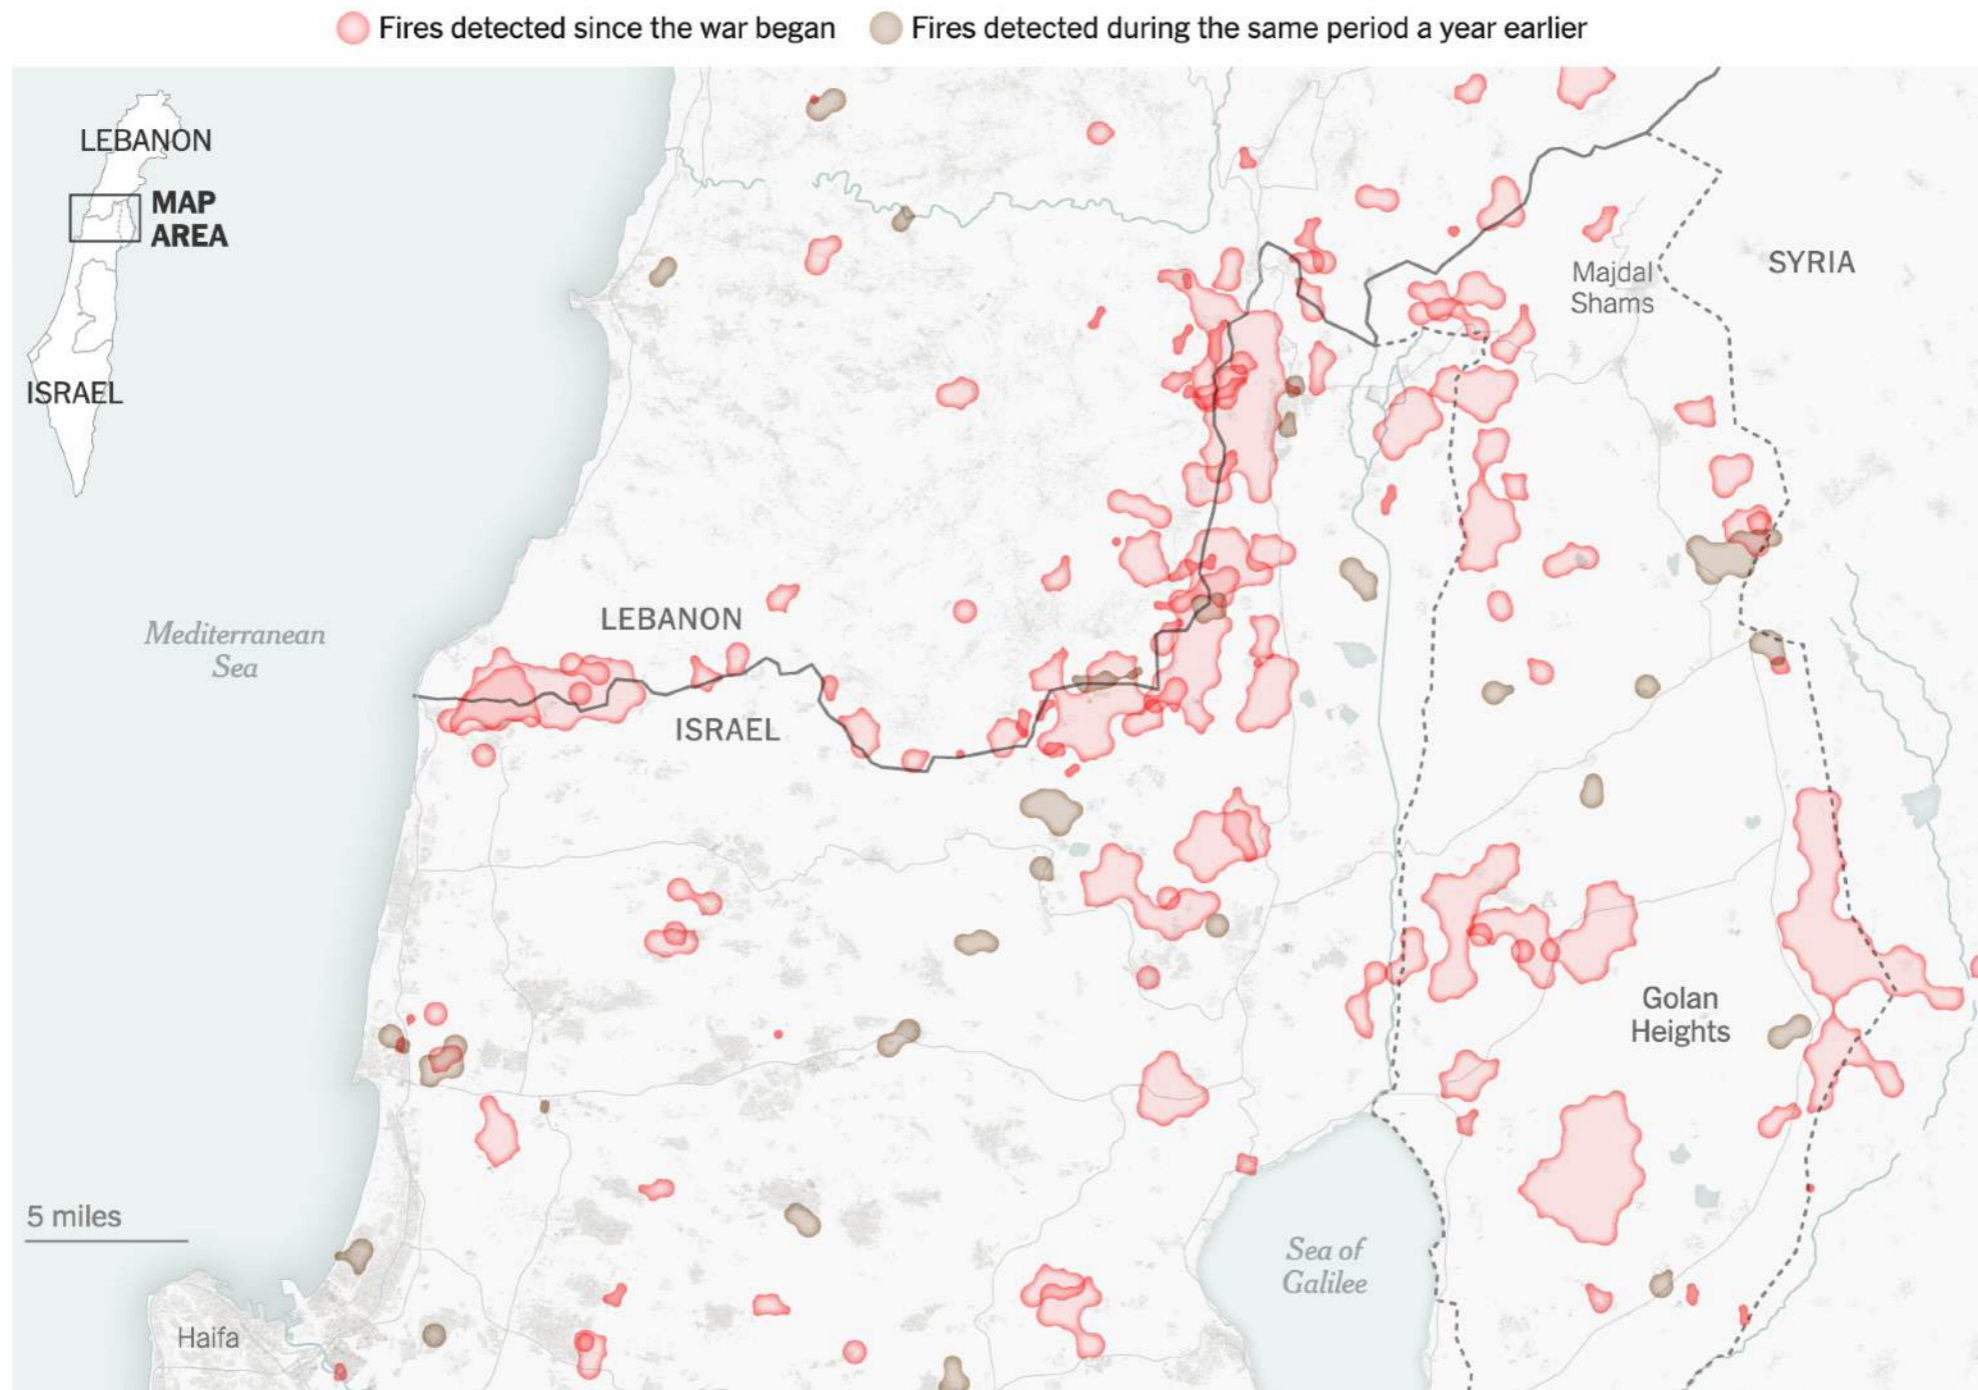 Fires detected since the war began
Fires detected during the same period a year earlier
LEBANON
MAP
AREA
ISRAEL
SYRIA
Majdal
Shams
Mediterranean
Sea
LEBANON
ISRAEL
Golan
Heights
5 miles
Sea of
Galilee
Haifa